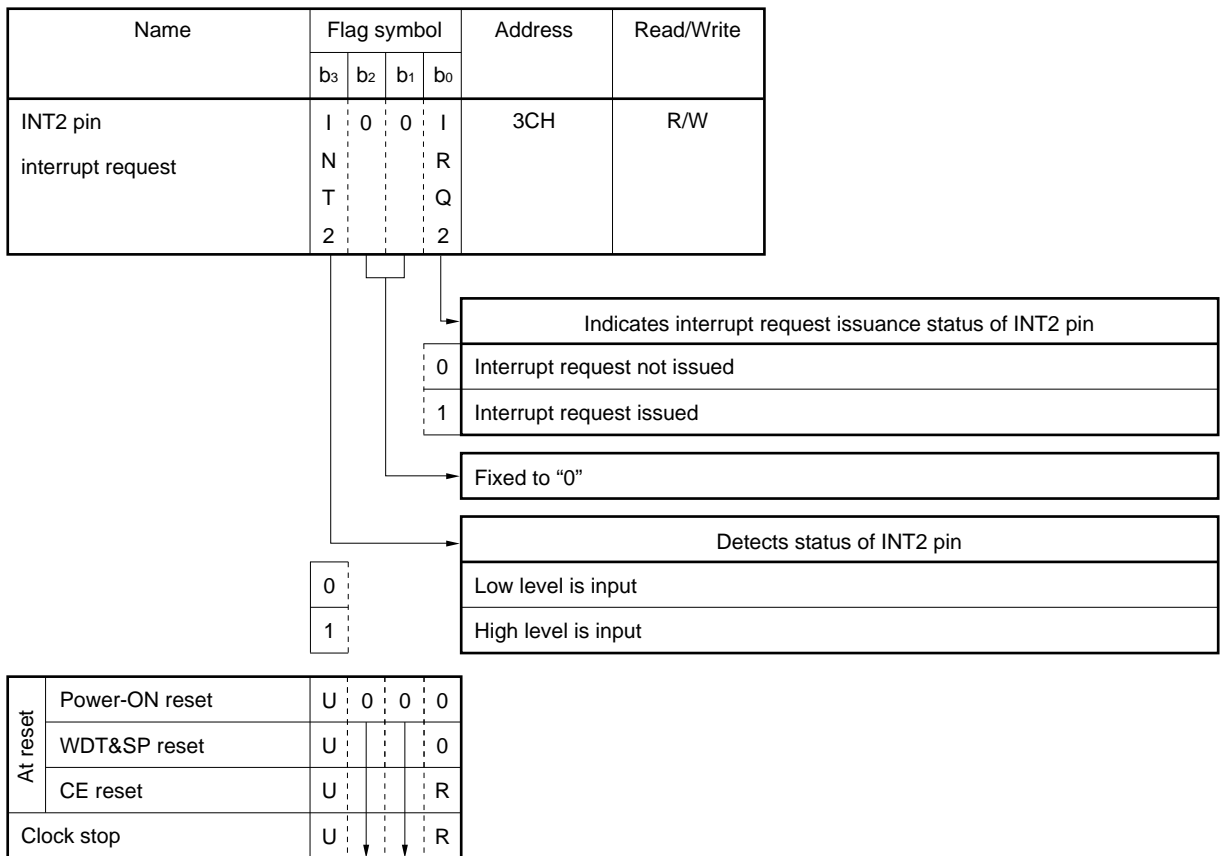 Name Flag symbol Address Read/Write
b3 b2 b1 b0
INT2 pin I 0 0 I 3CH R/W
interrupt request N R
T Q
2 2
Indicates interrupt request issuance status of INT2 pin
0 Interrupt request not issued
1 Interrupt request issued
Fixed to “0”
Detects status of INT2 pin
0 Low level is input
1 High level is input
At reset
Power-ON reset U 0 0 0
WDT&SP reset U 0
CE reset U R
Clock stop U R